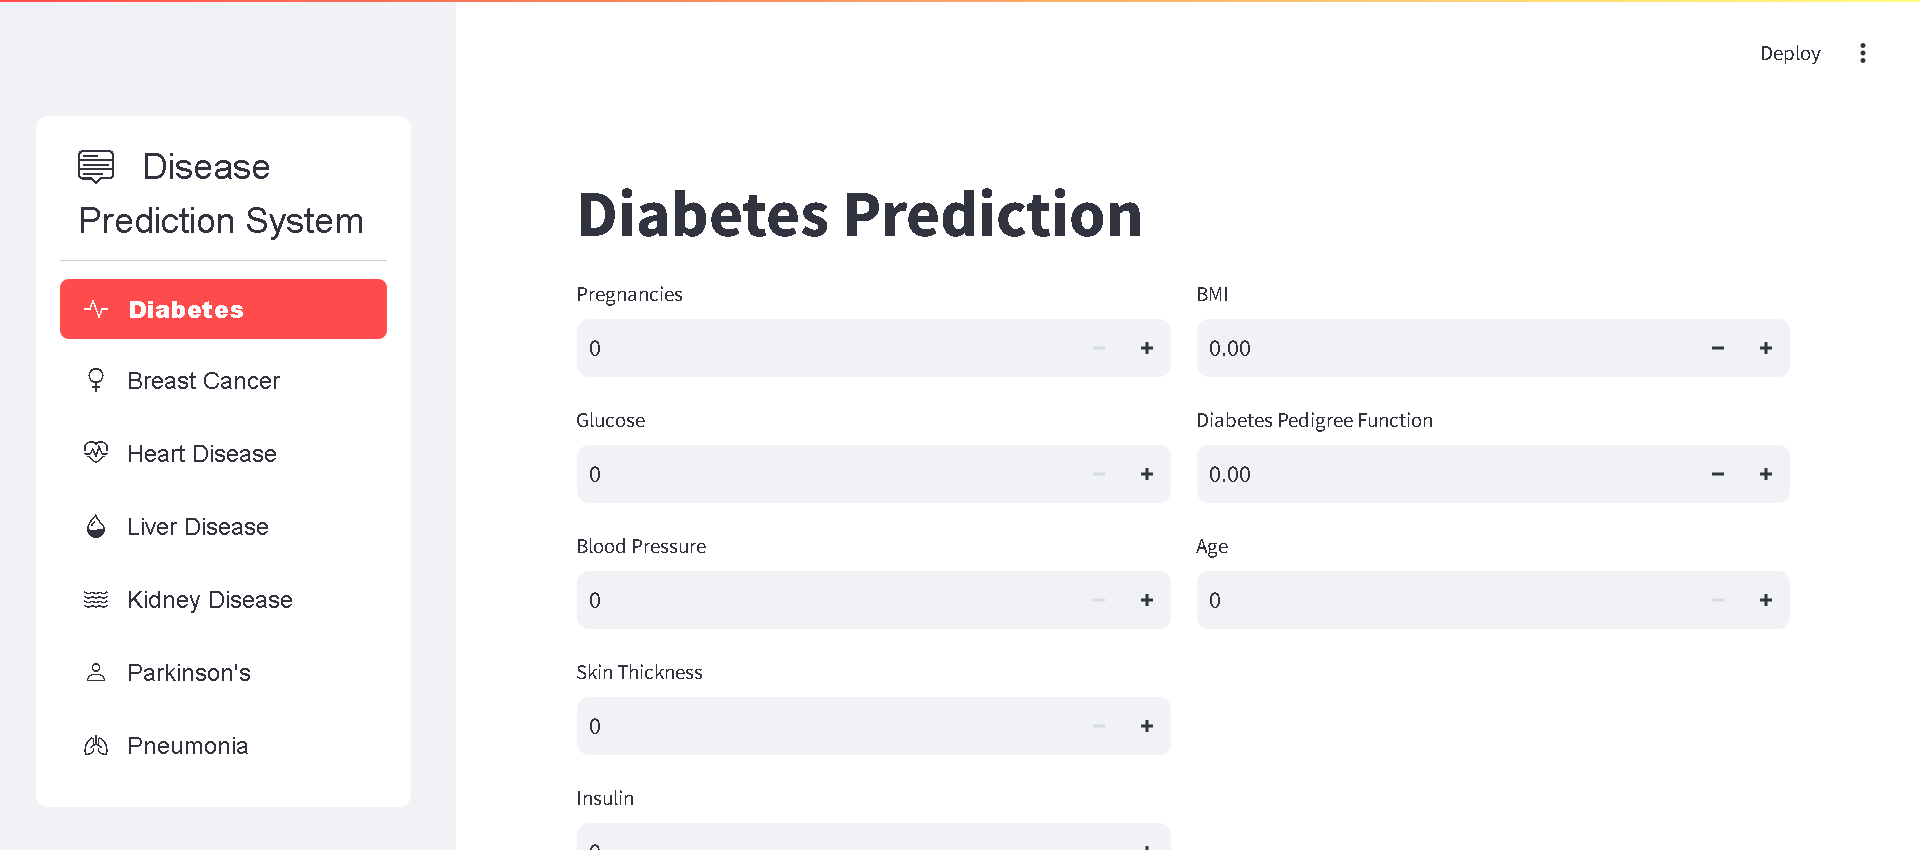 Deploy
Disease
Prediction System
Diabetes
Breast Cancer
Heart Disease
Liver Disease
Kidney Disease
Parkinson's
Pneumonia
Diabetes Prediction
Pregnancies
0
Glucose
0
Blood Pressure
0
Skin Thickness
0
Insulin
0
BMI
0.00
Diabetes Pedigree Function
0.00
Age
0